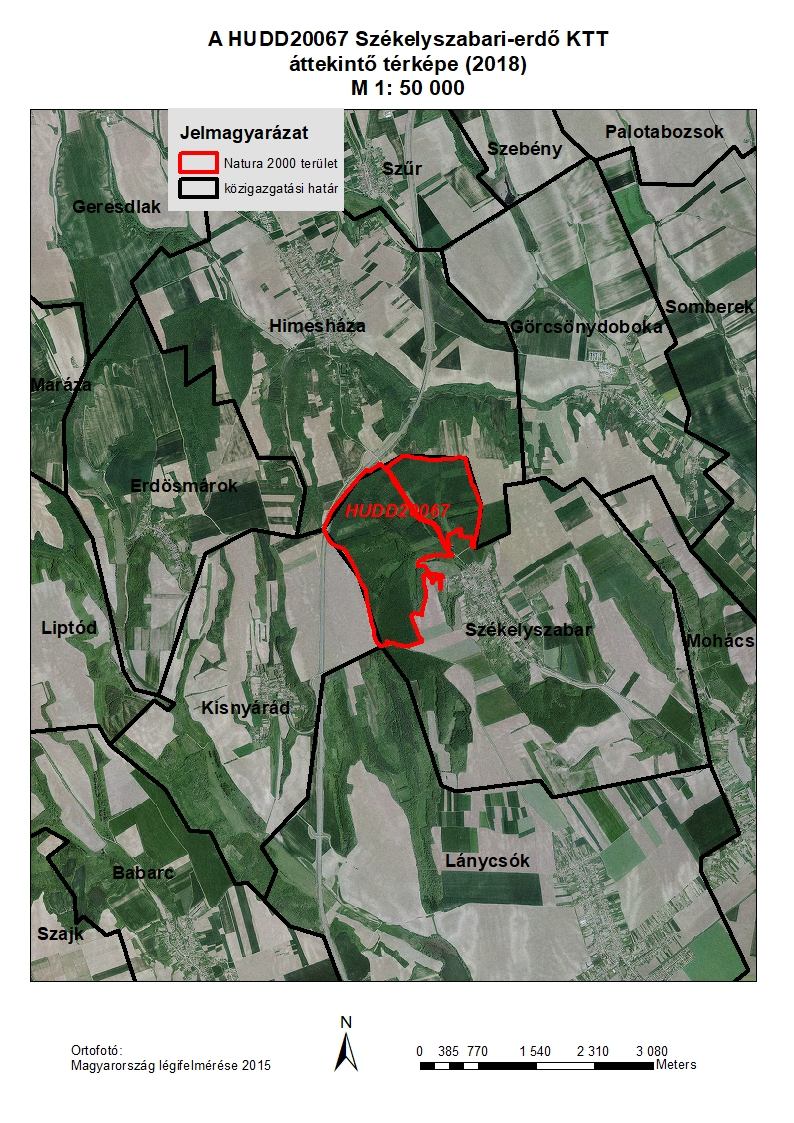 A HUDD20067 Székelyszabari-erdő KTT
áttekintő térképe (2018)
M 1: 50 000
Jelmagyarázat
Natura 2000 terület
közigazgatási határ
Palotabozsok
Szebény
Szűr
Geresdlak
Somberek
Himesháza
Görcsönydoboka
Maráza
Erdősmárok
HUDD20067
Liptód
Székelyszabar
Mohács
Kisnyárád
Lánycsók
Babarc
Szajk
N
Ortofotó:
Magyarország légifelmérése 2015
0 385 770 1 540 2 310 3 080
Meters